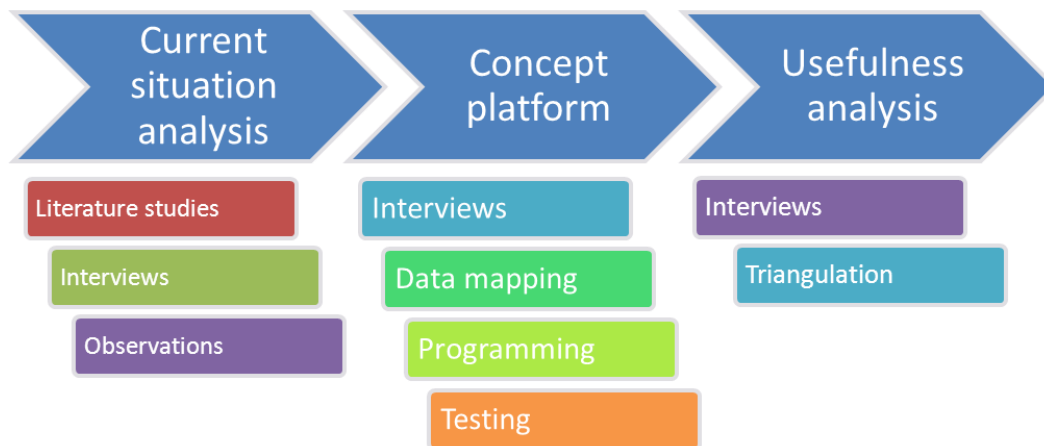 Current
situation
analysis
Literature studies
Interviews
Observations
Concept
platform
Interviews
Data mapping
Programming
Testing
Usefulness
analysis
Interviews
Triangulation